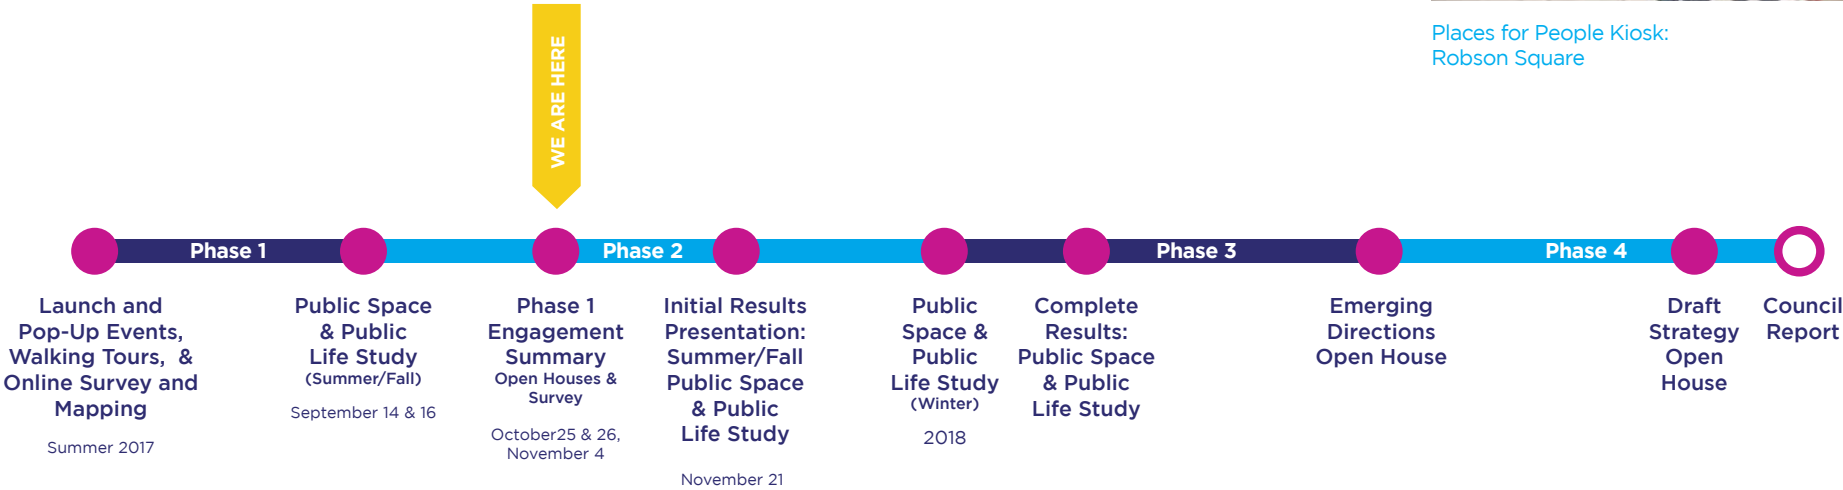 Places for People Kiosk:
Robson Square
WE ARE HERE
Phase 1
Phase 2
Phase 3
Phase 4
Launch and
Pop-Up Events,
Walking Tours, &
Online Survey and
Mapping
Summer 2017
Public Space
& Public
Life Study
(Summer/Fall)
September 14 & 16
Phase 1
Engagement
Summary
Open Houses &
Survey
October25 & 26,
November 4
Initial Results
Presentation:
Summer/Fall
Public Space
& Public
Life Study
November 21
Public
Space &
Public
Life Study
(Winter)
2018
Complete
Results:
Public Space
& Public
Life Study
Emerging
Directions
Open House
Draft
Strategy
Open
House
Council
Report